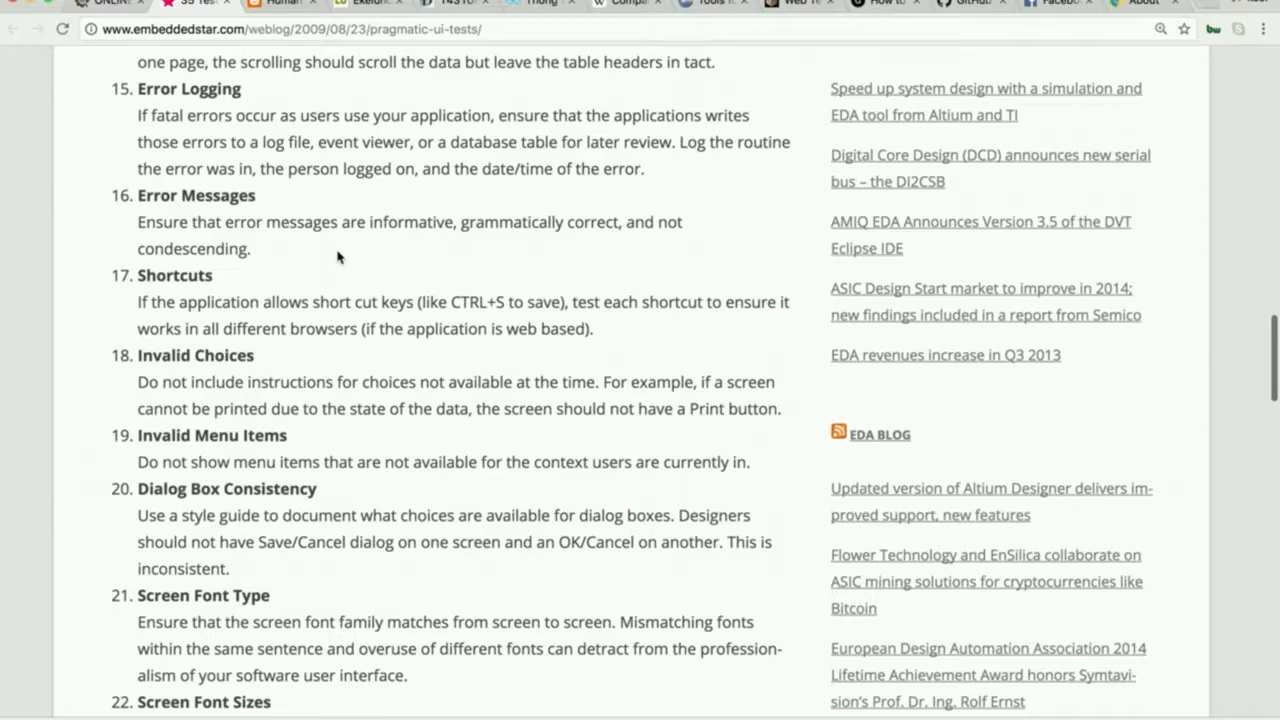 www.embeddedstar.com/weblog/2009/08/23/pragmatic-ui-tests/
one page, the scrolling should scroll the data but leave the table headers in tact.
15. Error Logging
If fatal errors occur as users use your application, ensure that the applications writes
those errors to a log file, event viewer, or a database table for later review. Log the routine
the error was in, the person logged on, and the date/time of the error.
16. Error Messages
Ensure that error messages are informative, grammatically correct, and not
condescending.
17. Shortcuts
If the application allows short cut keys (like CTRL+S to save), test each shortcut to ensure it
works in all different browsers (if the application is web based).
18. Invalid Choices
Do not include instructions for choices not available at the time. For example, if a screen
cannot be printed due to the state of the data, the screen should not have a Print button.
19. Invalid Menu Items
Do not show menu items that are not available for the context users are currently in.
20. Dialog Box Consistency
Use a style guide to document what choices are available for dialog boxes. Designers
should not have Save/Cancel dialog on one screen and an OK/Cancel on another. This is
inconsistent.
21. Screen Font Type
Ensure that the screen font family matches from screen to screen. Mismatching fonts
within the same sentence and overuse of different fonts can detract from the profession-
alism of your software user interface.
22. Screen Font Sizes
Speed up system design with a simulation and
EDA tool from Altium and TI
Digital Core Design (DCD) announces new serial
bus – the DI2CSB
AMIQ EDA Announces Version 3.5 of the DVT
Eclipse IDE
ASIC Design Start market to improve in 2014;
new findings included in a report from Semico
EDA revenues increase in Q3 2013
EDA BLOG
Updated version of Altium Designer delivers im-
proved support, new features
Flower Technology and EnSilica collaborate on
ASIC mining solutions for cryptocurrencies like
Bitcoin
European Design Automation Association 2014
Lifetime Achievement Award honors Symtavi-
sion's Prof. Dr. Ing. Rolf Ernst